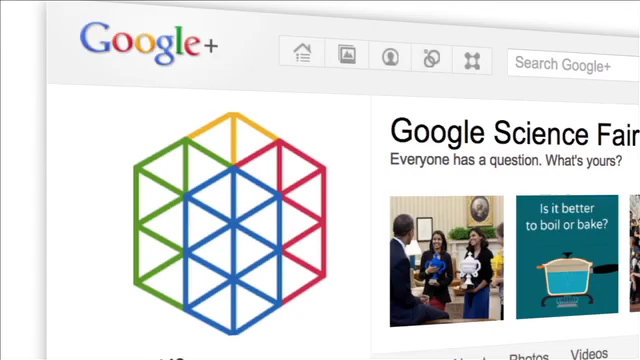 Google+
Search Google+
Google Science Fair
Everyone has a question. What's yours?
Is it better
to boil or bake?
Photos
Videos